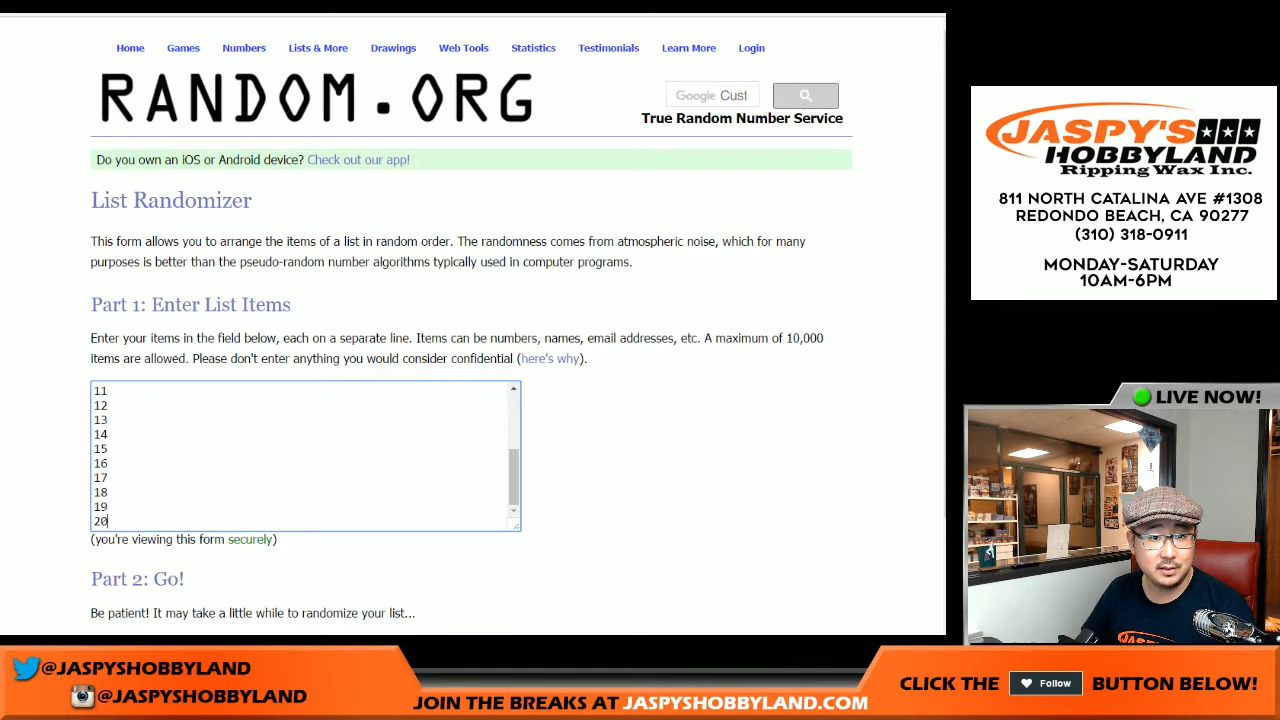 Home Games Numbers Lists & More Drawings Web Tools Statistics Testimonials Learn More Login
RANDOM.ORG
Google Cust
True Random Number Service
Do you own an iOS or Android device? Check out our app!
List Randomizer
This form allows you to arrange the items of a list in random order. The randomness comes from atmospheric noise, which for many
purposes is better than the pseudo-random number algorithms typically used in computer programs.
Part 1: Enter List Items
Enter your items in the field below, each on a separate line. Items can be numbers, names, email addresses, etc. A maximum of 10,000
items are allowed. Please don't enter anything you would consider confidential (here's why).
11
12
13
14
15
16
17
18
19
20
(you're viewing this form securely)
Part 2: Go!
Be patient! It may take a little while to randomize your list...
JASPY'S
HOBBYLAND
Ripping Wax Inc.
811 NORTH CATALINA AVE #1308
REDONDO BEACH, CA 90277
(310) 318-0911
MONDAY-SATURDAY
10AM-6PM
LIVE NOW!
@JASPYSHOBBYLAND
@JASPYSHOBBYLAND
JOIN THE BREAKS AT JASPYSHOBBYLAND.COM
CLICK THE Follow BUTTON BELOW!